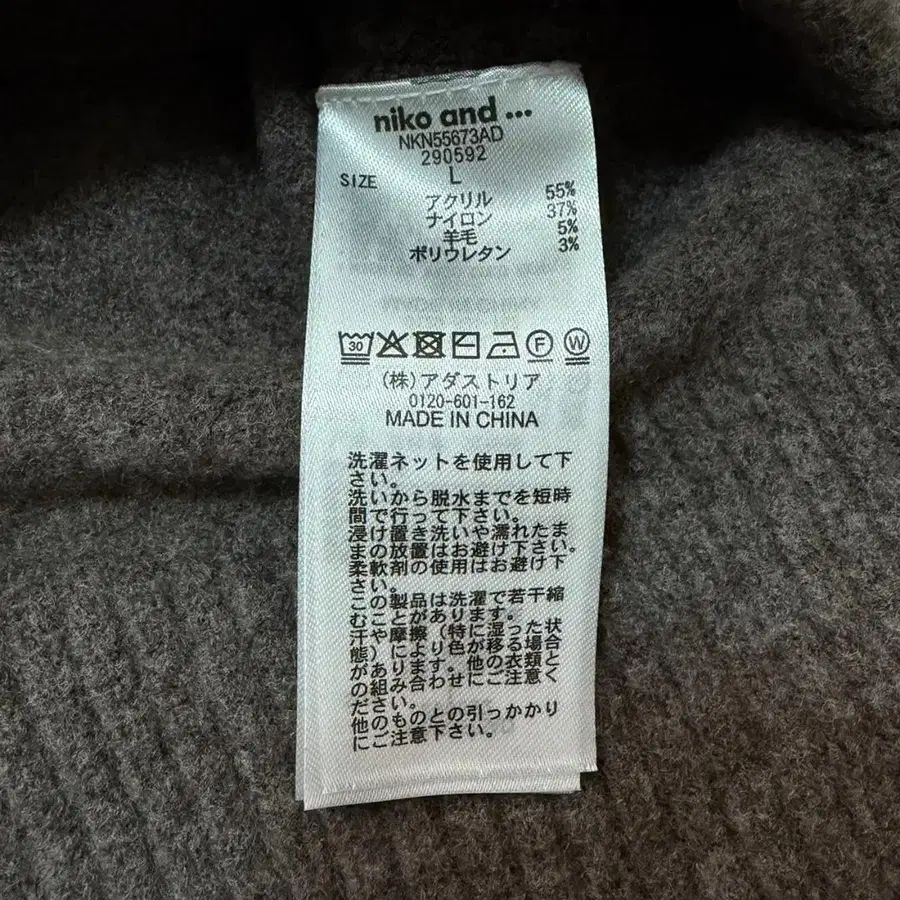 niko and ...
NKN55673AD
290592
SIZE L
アクリル 55%
ナイロン 37%
羊毛 5%
ポリウレタン 3%
30 F W
(株)アダストリア
0120-601-162
MADE IN CHINA
洗濯ネットを使用して下
さい。
洗いから脱水までを短時
間で行って下さい。
浸け置き洗いや濡れたま
まの放置はお避け下さい。
柔軟剤の使用はお避け下
さい。
この製品は洗濯で若干縮
むことがあります。
汗や摩擦(特に湿った状
態)により色が移る場合
があります。他の衣類と
の組み合わせにご注意く
ださい。
他のものとの引っかかり
にご注意下さい。